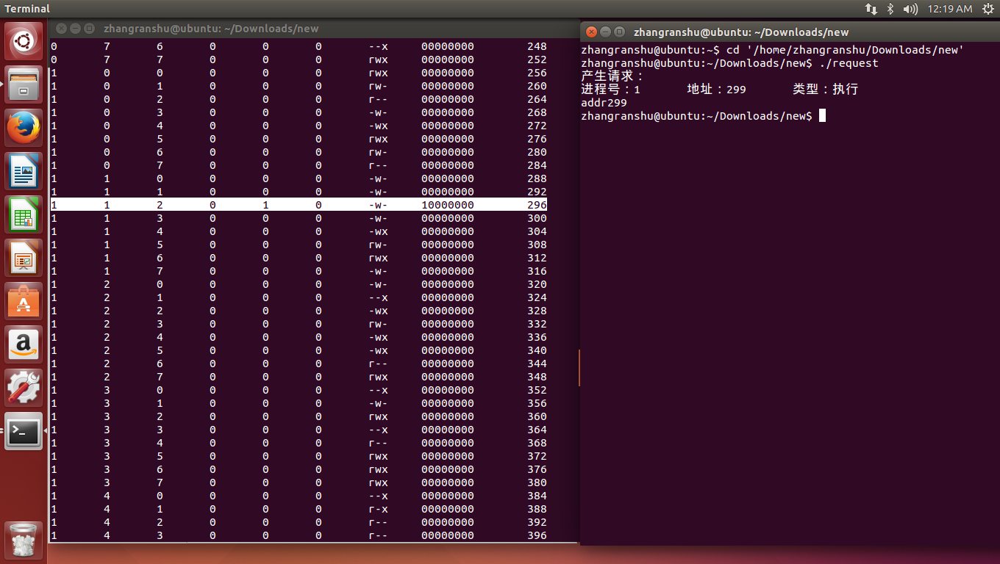 Terminal
12:19 AM
zhangranshu@ubuntu: ~/Downloads/new
0 7 6 0 0 0 --x 00000000 248
0 7 7 0 0 0 rwx 00000000 252
1 0 0 0 0 0 rwx 00000000 256
1 0 1 0 0 0 rw- 00000000 260
1 0 2 0 0 0 r-- 00000000 264
1 0 3 0 0 0 -w- 00000000 268
1 0 4 0 0 0 -wx 00000000 272
1 0 5 0 0 0 rwx 00000000 276
1 0 6 0 0 0 rw- 00000000 280
1 0 7 0 0 0 r-- 00000000 284
1 1 0 0 0 0 -w- 00000000 288
1 1 1 0 0 0 -w- 00000000 292
1 1 2 0 1 0 -w- 10000000 296
1 1 3 0 0 0 -w- 00000000 300
1 1 4 0 0 0 -wx 00000000 304
1 1 5 0 0 0 rw- 00000000 308
1 1 6 0 0 0 rwx 00000000 312
1 1 7 0 0 0 -w- 00000000 316
1 2 0 0 0 0 -w- 00000000 320
1 2 1 0 0 0 --x 00000000 324
1 2 2 0 0 0 -wx 00000000 328
1 2 3 0 0 0 rw- 00000000 332
1 2 4 0 0 0 -wx 00000000 336
1 2 5 0 0 0 -wx 00000000 340
1 2 6 0 0 0 r-- 00000000 344
1 2 7 0 0 0 rwx 00000000 348
1 3 0 0 0 0 --x 00000000 352
1 3 1 0 0 0 -w- 00000000 356
1 3 2 0 0 0 rwx 00000000 360
1 3 3 0 0 0 --x 00000000 364
1 3 4 0 0 0 r-- 00000000 368
1 3 5 0 0 0 rwx 00000000 372
1 3 6 0 0 0 rwx 00000000 376
1 3 7 0 0 0 rwx 00000000 380
1 4 0 0 0 0 --x 00000000 384
1 4 1 0 0 0 r-x 00000000 388
1 4 2 0 0 0 r-- 00000000 392
1 4 3 0 0 0 r-- 00000000 396
zhangranshu@ubuntu: ~/Downloads/new
zhangranshu@ubuntu:~$ cd '/home/zhangranshu/Downloads/new'
zhangranshu@ubuntu:~/Downloads/new$ ./request
产生请求：
进程号：1 地址：299 类型：执行
addr299
zhangranshu@ubuntu:~/Downloads/new$